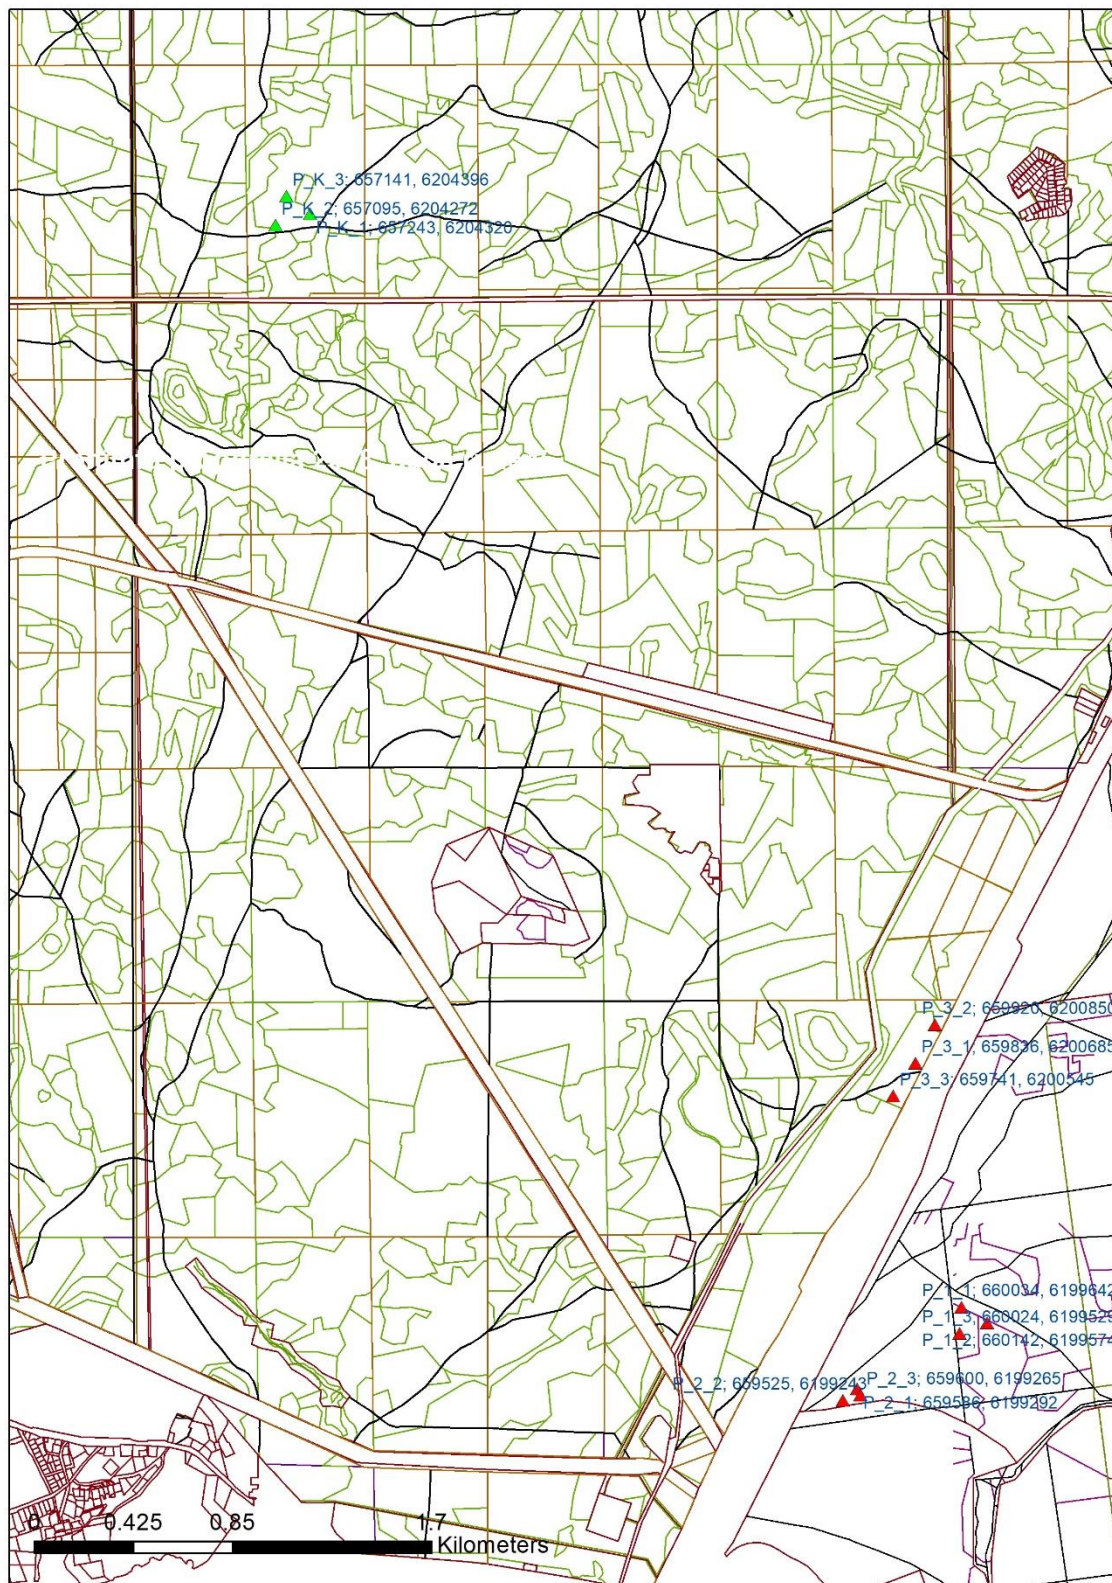 P_K_3; 657141, 6204396
P_K_2; 657095, 6204272
P_K_1; 657243, 6204320
P_3_2; 659920, 6200850
P_3_1; 659836, 6200685
P_3_3; 659741, 6200545
P_1_1; 660034, 6199642
P_1_3; 660024, 6199529
P_1_2; 660142, 6199574
P_2_2; 659525, 6199243
P_2_3; 659600, 6199265
P_2_1; 659586, 6199292
0 0.425 0.85 1.7
Kilometers